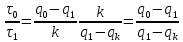 τ₀/τ₁ = (q₀-q₁)/k · k/(q₁-qₖ) = (q₀-q₁)/(q₁-qₖ)